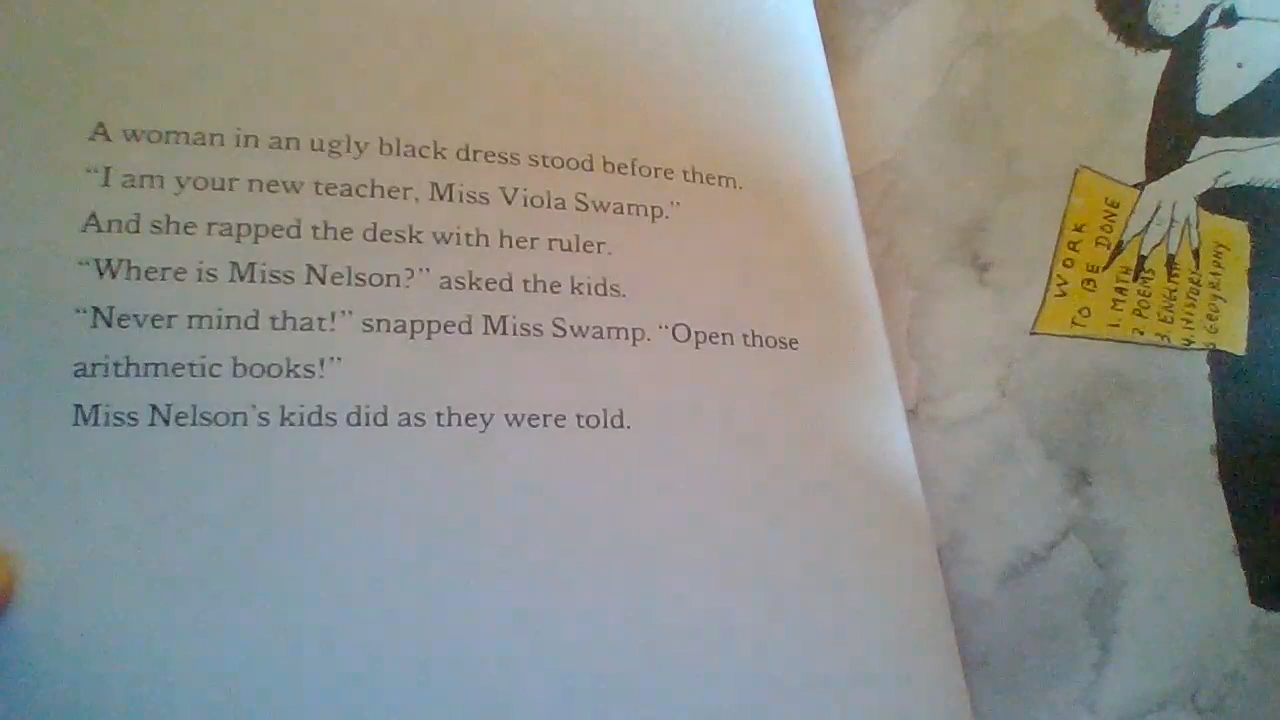 A woman in an ugly black dress stood before them.
“I am your new teacher, Miss Viola Swamp.”
And she rapped the desk with her ruler.
“Where is Miss Nelson?” asked the kids.
“Never mind that!” snapped Miss Swamp. “Open those
arithmetic books!”
Miss Nelson’s kids did as they were told.
WORK
TO BE DONE
1. MATH
2. POEMS
3. ENGLISH
4. HISTORY
5 GEOGRAPHY